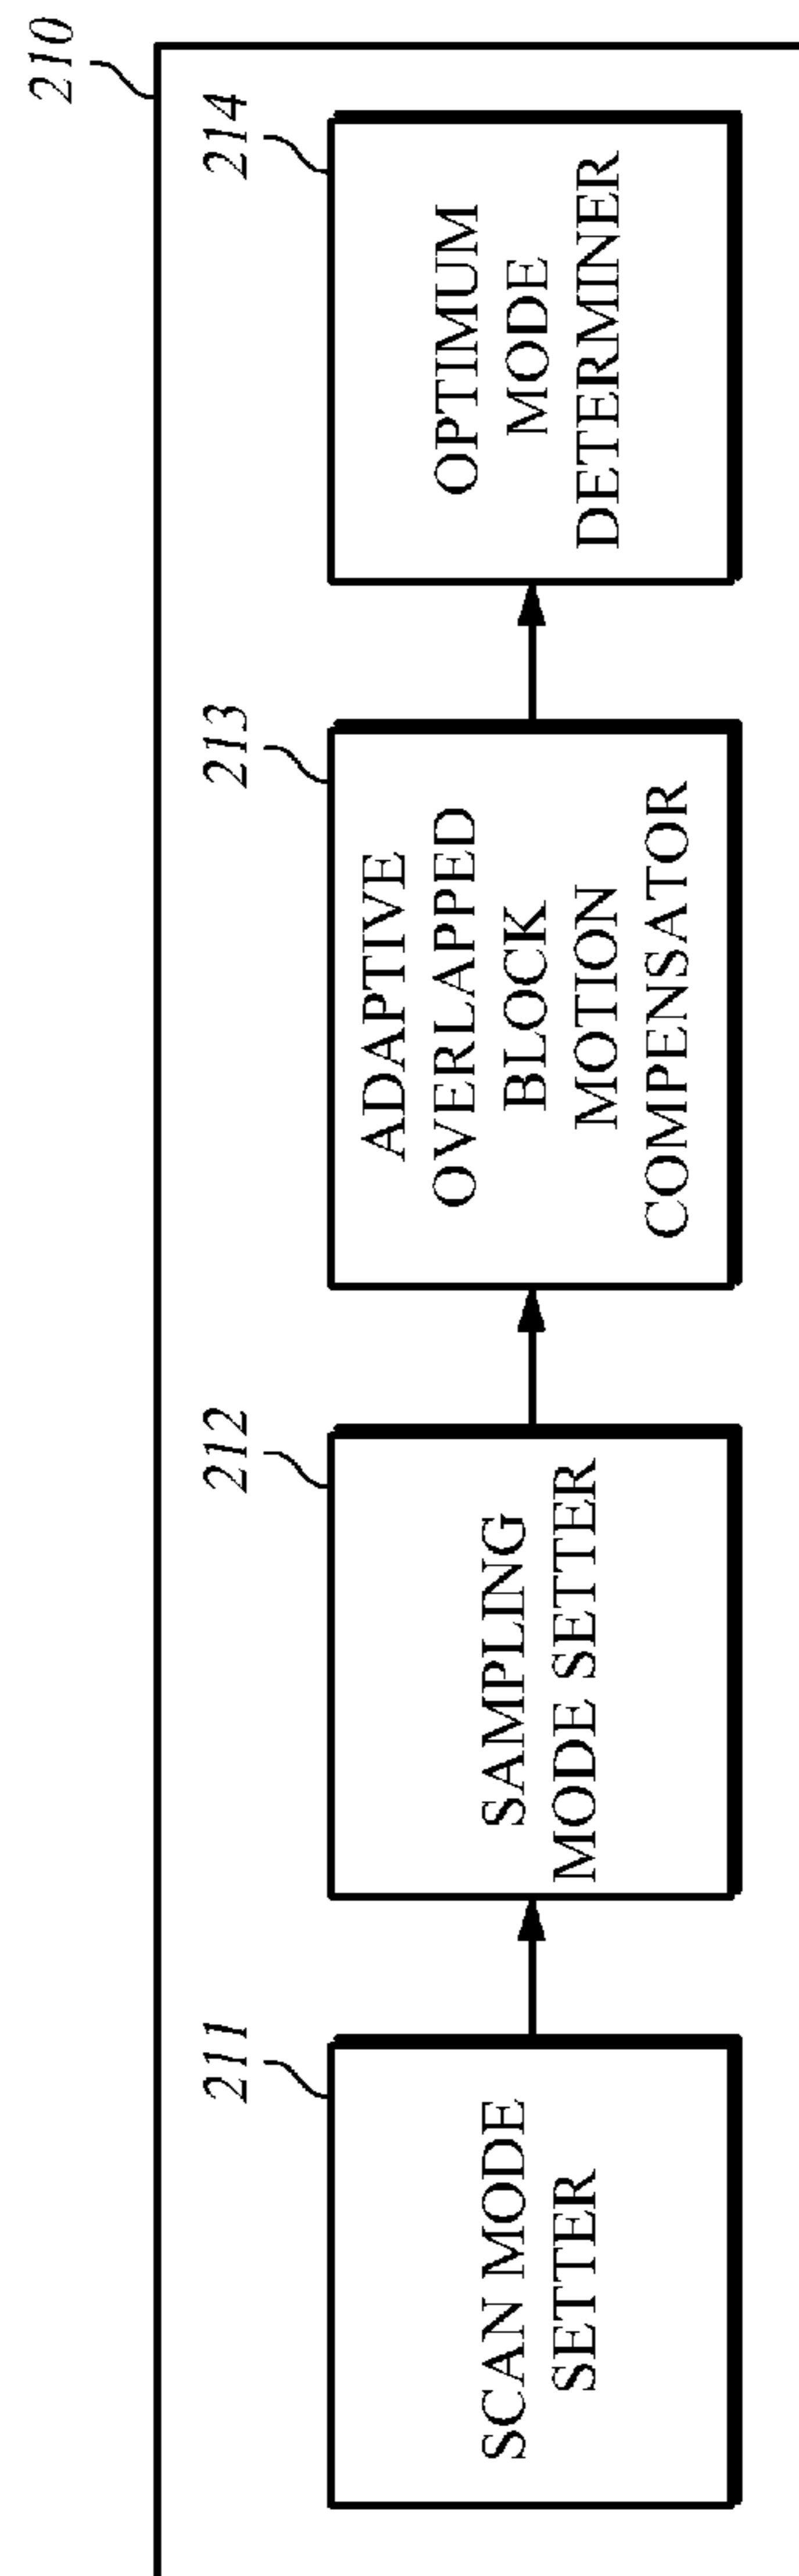 210
211
SCAN MODE
SETTER
212
SAMPLING
MODE SETTER
213
ADAPTIVE
OVERLAPPED
BLOCK
MOTION
COMPENSATOR
214
OPTIMUM
MODE
DETERMINER